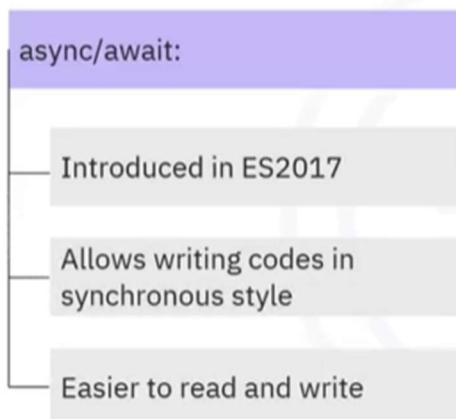 async/await:
Introduced in ES2017
Allows writing codes in
synchronous style
Easier to read and write